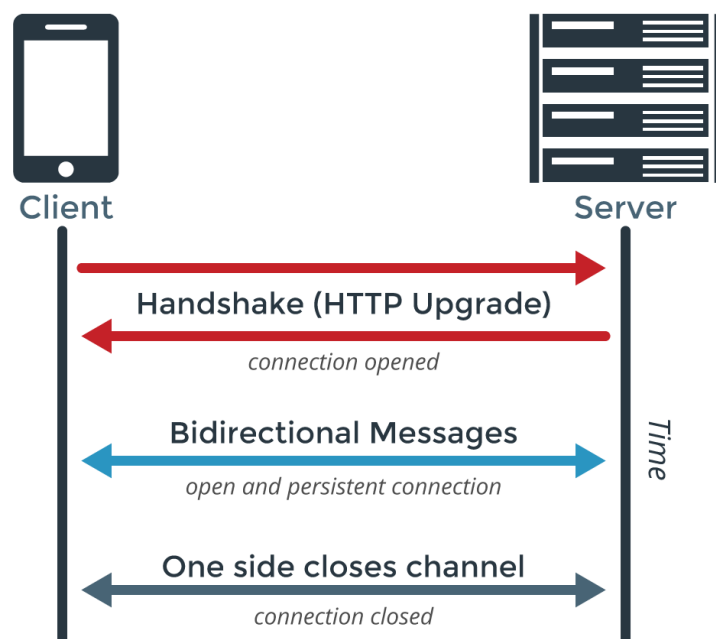 Client
Server
Handshake (HTTP Upgrade)
connection opened
Bidirectional Messages
open and persistent connection
Time
One side closes channel
connection closed